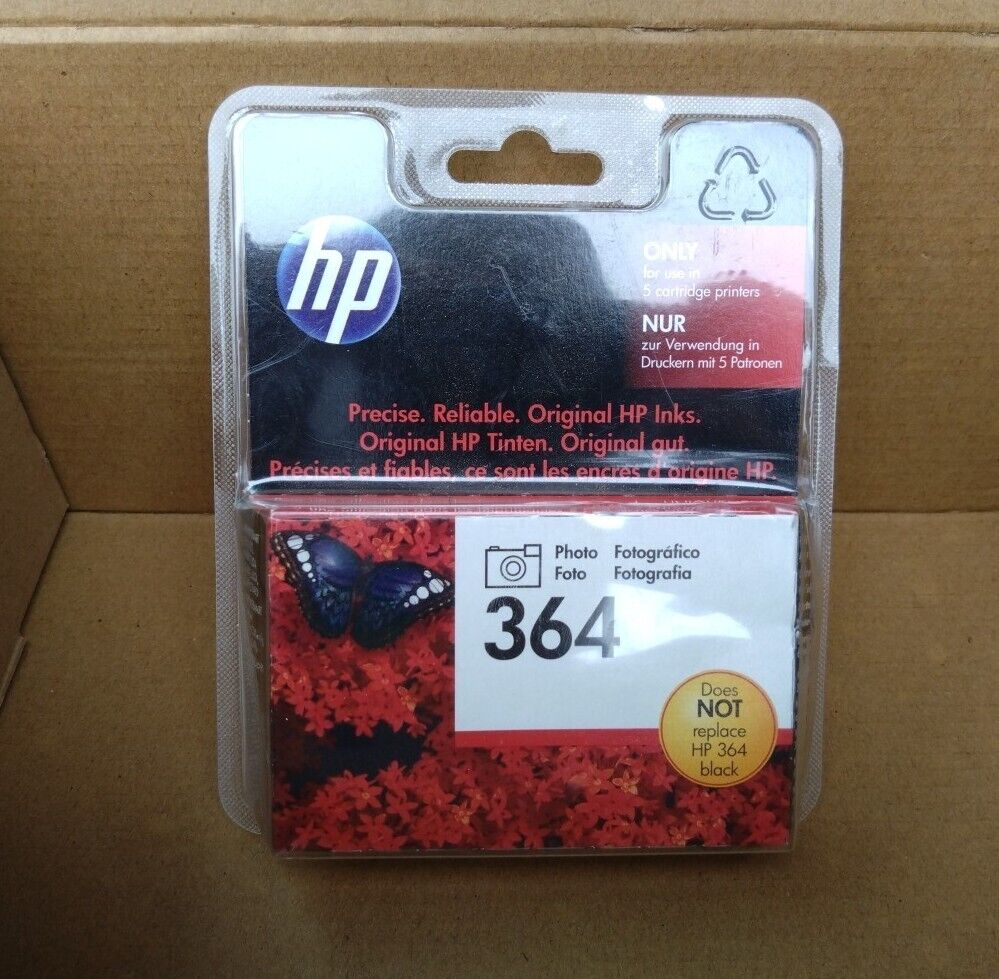 hp
ONLY
for use in
5 cartridge printers
NUR
zur Verwendung in
Druckern mit 5 Patronen
Precise. Reliable. Original HP Inks.
Original HP Tinten. Original gut.
Précises et fiables, ce sont les encres d'origine HP.
Photo Fotográfico
Foto Fotografia
364
Does
NOT
replace
HP 364
black